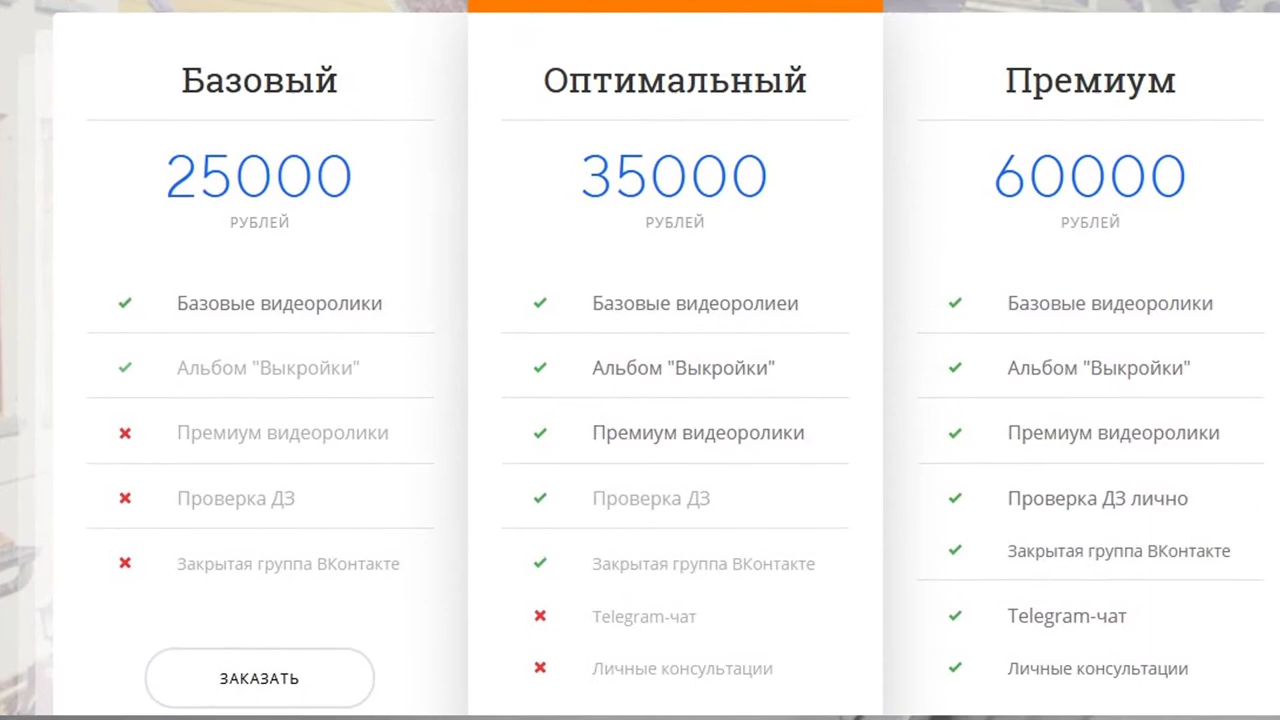 Базовый
25000
РУБЛЕЙ
Базовые видеоролики
Альбом "Выкройки"
Премиум видеоролики
Проверка ДЗ
Закрытая группа ВКонтакте
ЗАКАЗАТЬ
Оптимальный
35000
РУБЛЕЙ
Базовые видеоролиеи
Альбом "Выкройки"
Премиум видеоролики
Проверка ДЗ
Закрытая группа ВКонтакте
Telegram-чат
Личные консультации
Премиум
60000
РУБЛЕЙ
Базовые видеоролики
Альбом "Выкройки"
Премиум видеоролики
Проверка ДЗ лично
Закрытая группа ВКонтакте
Telegram-чат
Личные консультации